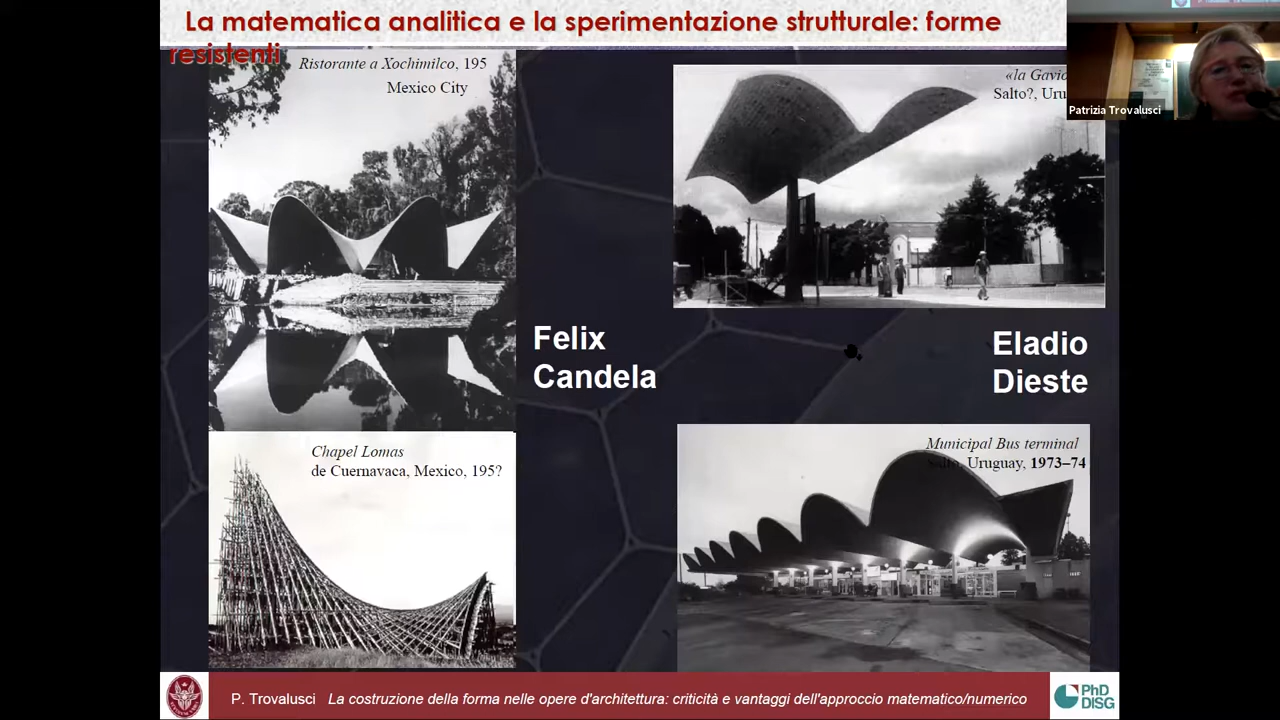 La matematica analitica e la sperimentazione strutturale: forme
resistenti
Ristorante a Xochimilco, 195
Mexico City
«la Gavio
Salto?, Uru
Patrizia Trovalusci
Felix
Candela
Eladio
Dieste
Chapel Lomas
de Cuernavaca, Mexico, 195?
Municipal Bus terminal
Salto, Uruguay, 1973–74
P. Trovalusci La costruzione della forma nelle opere d'architettura: criticità e vantaggi dell'approccio matematico/numerico
PhD
DISG